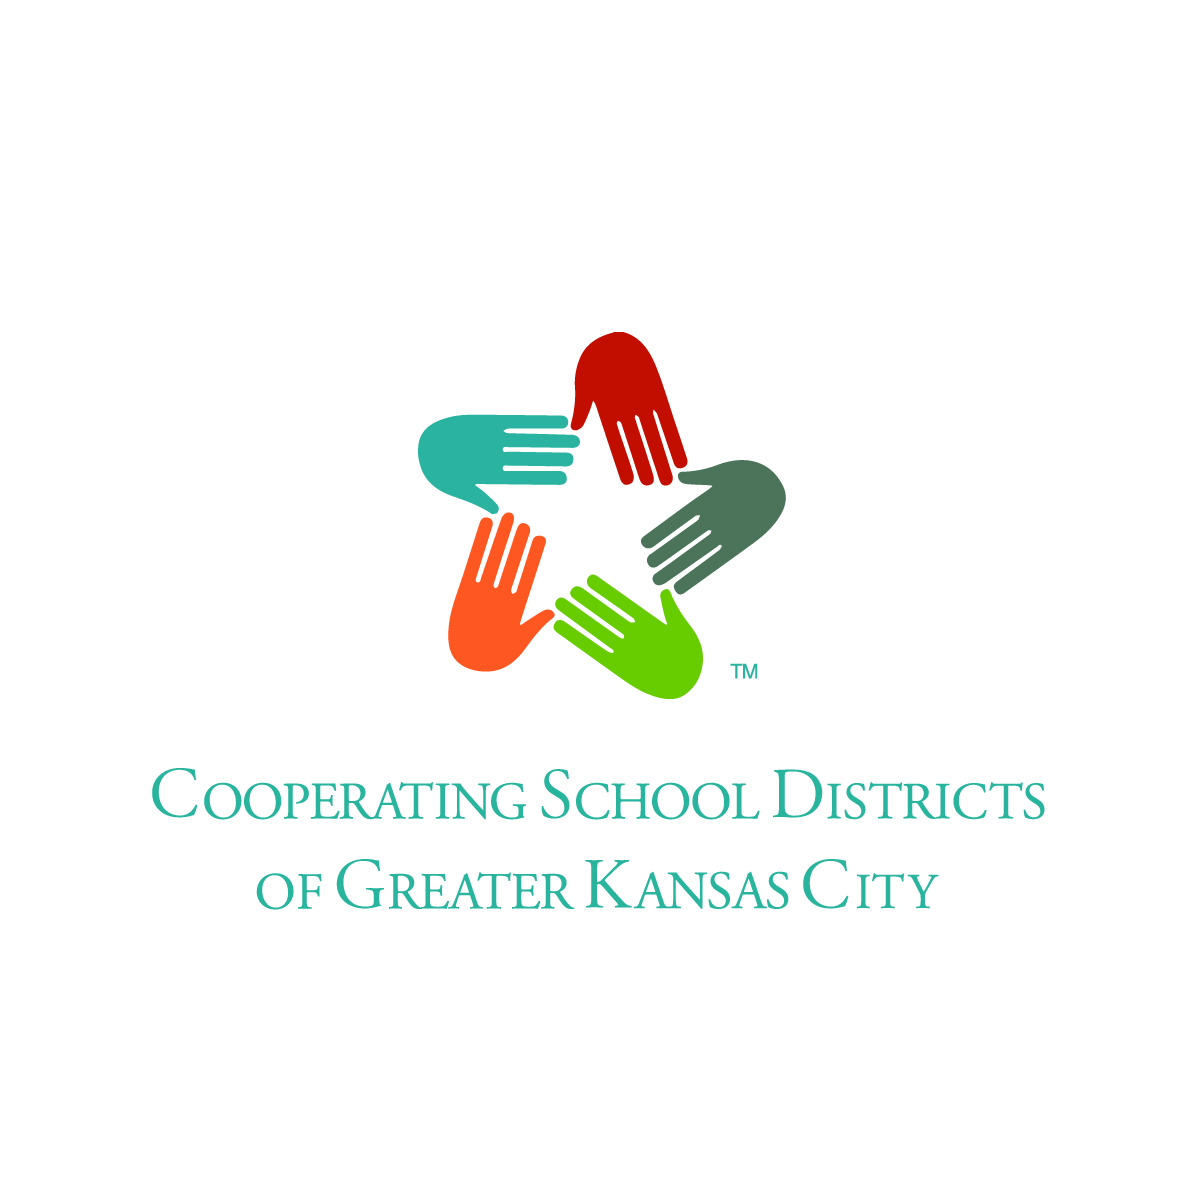 TM
Cooperating School Districts
of Greater Kansas City